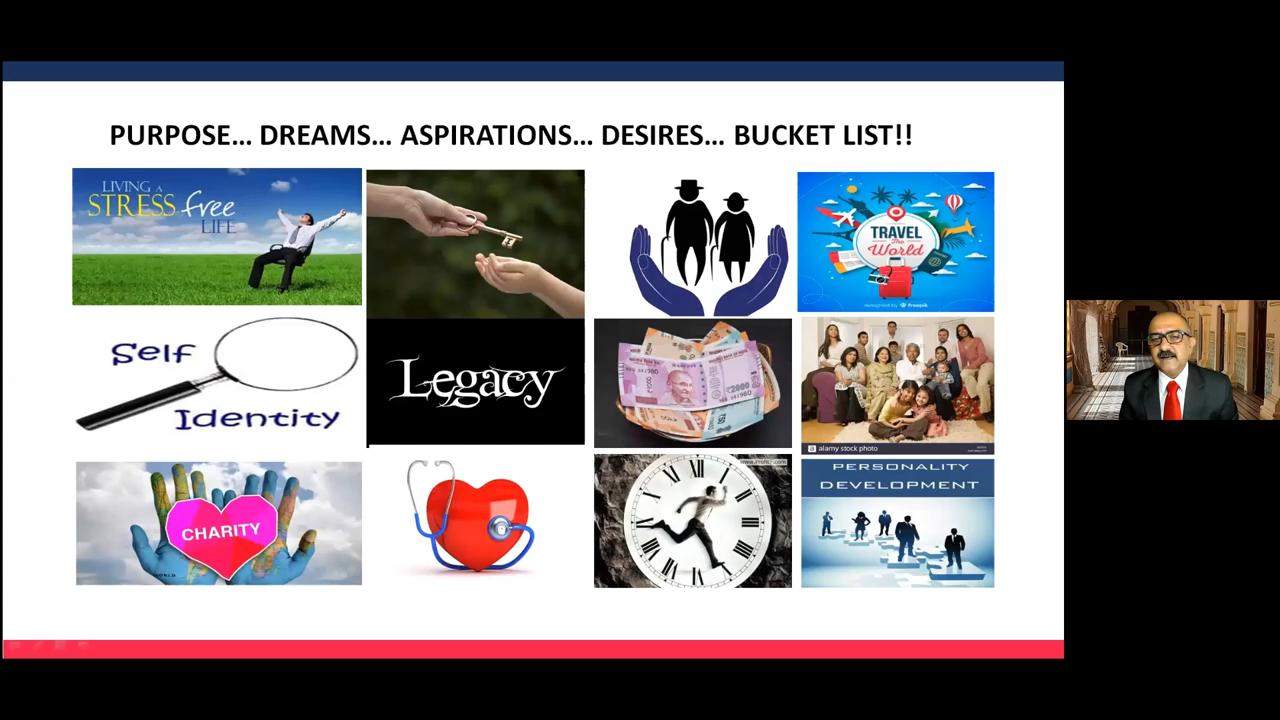 PURPOSE... DREAMS... ASPIRATIONS... DESIRES... BUCKET LIST!!
LIVING A
STRESS free
LIFE
TRAVEL
The
World
Self
Identity
Legacy
₹2000
alamy stock photo
CHARITY
PERSONALITY
DEVELOPMENT